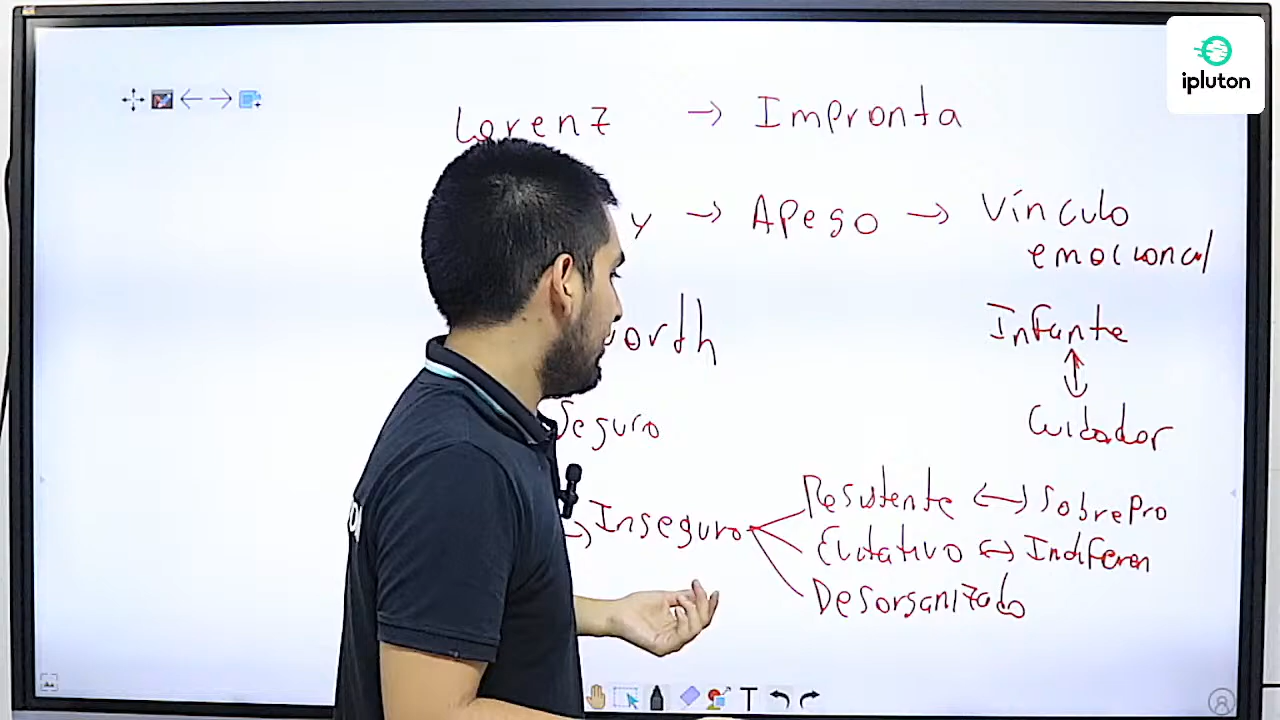 ipluton
Lorenz → Impronta
y → Apego → Vínculo
emocional
orth
Infante
Cuidador
Seguro
Resistente ↔ Sobrepro
→ Inseguro
Evitativo ↔ Indiferen
Desorganizado
T